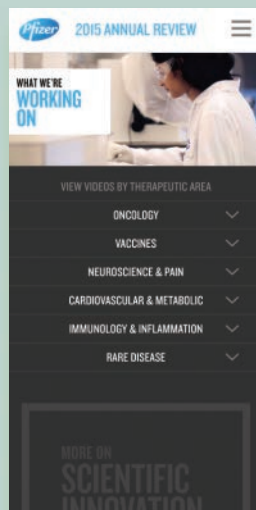 Pfizer
2015 ANNUAL REVIEW
WHAT WE'RE
WORKING
ON
VIEW VIDEOS BY THERAPEUTIC AREA
ONCOLOGY
VACCINES
NEUROSCIENCE & PAIN
CARDIOVASCULAR & METABOLIC
IMMUNOLOGY & INFLAMMATION
RARE DISEASE
MORE ON
SCIENTIFIC
INNOVATION